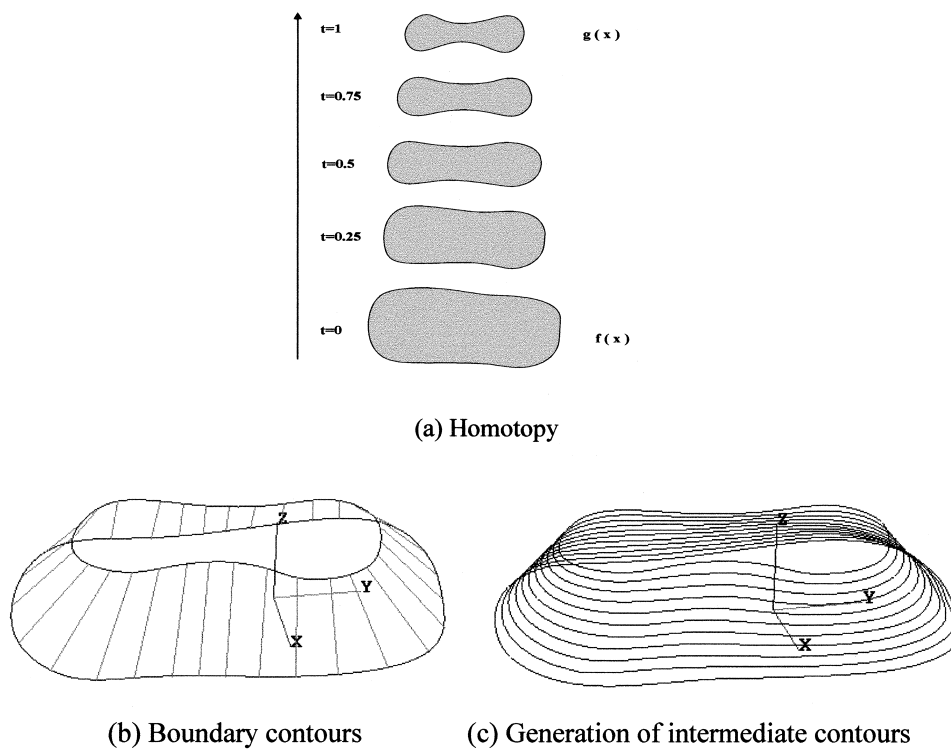 t=1
g ( x )
t=0.75
t=0.5
t=0.25
t=0
f ( x )
(a) Homotopy
Z
Y
X
Z
Y
X
(b) Boundary contours
(c) Generation of intermediate contours